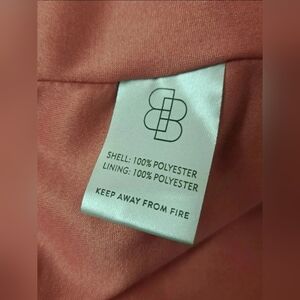 SHELL: 100% POLYESTER
LINING: 100% POLYESTER
KEEP AWAY FROM FIRE